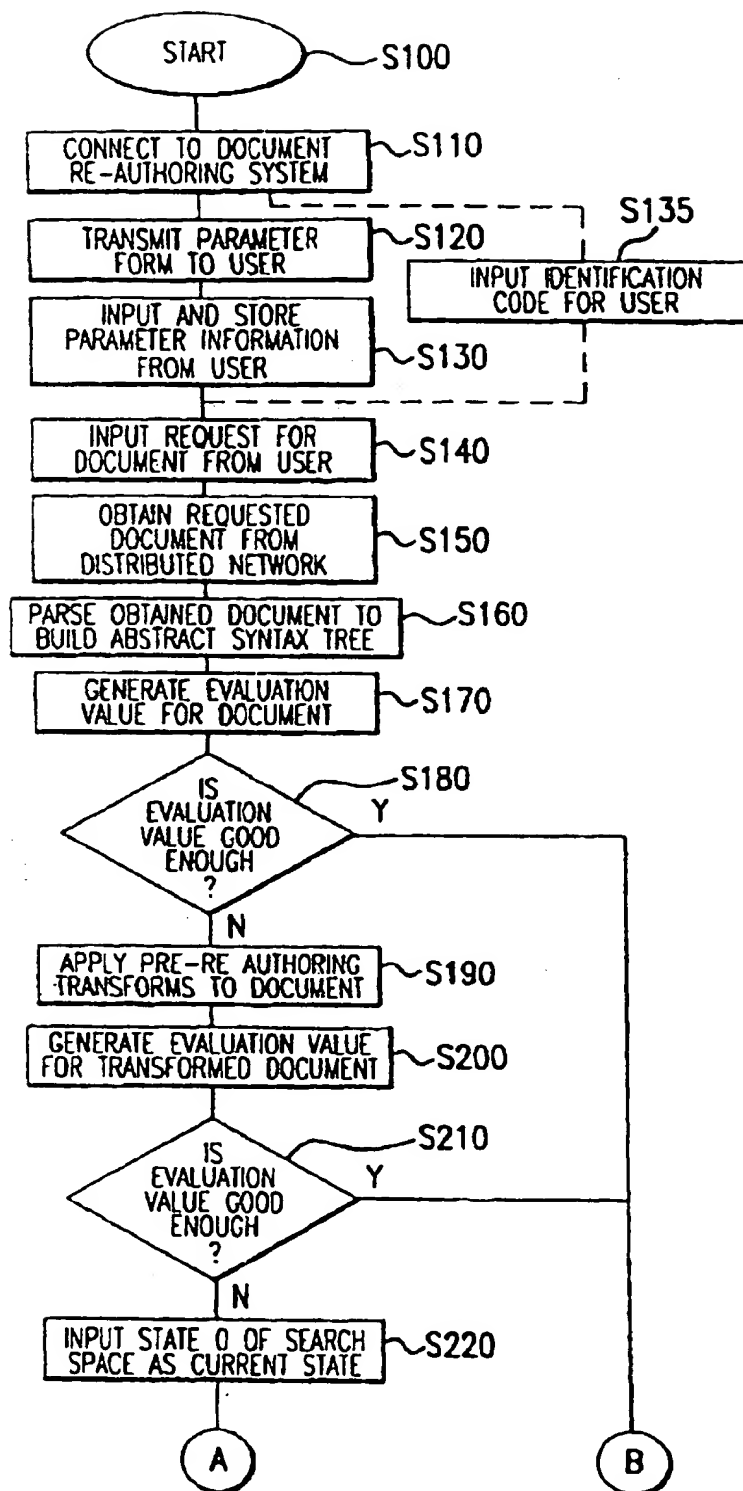 START
S100
CONNECT TO DOCUMENT
RE-AUTHORING SYSTEM
S110
TRANSMIT PARAMETER
FORM TO USER
S120
S135
INPUT IDENTIFICATION
CODE FOR USER
INPUT AND STORE
PARAMETER INFORMATION
FROM USER
S130
INPUT REQUEST FOR
DOCUMENT FROM USER
S140
OBTAIN REQUESTED
DOCUMENT FROM
DISTRIBUTED NETWORK
S150
PARSE OBTAINED DOCUMENT TO
BUILD ABSTRACT SYNTAX TREE
S160
GENERATE EVALUATION
VALUE FOR DOCUMENT
S170
IS
EVALUATION
VALUE GOOD
ENOUGH
?
S180
Y
N
APPLY PRE-RE AUTHORING
TRANSFORMS TO DOCUMENT
S190
GENERATE EVALUATION VALUE
FOR TRANSFORMED DOCUMENT
S200
IS
EVALUATION
VALUE GOOD
ENOUGH
?
S210
Y
N
INPUT STATE 0 OF SEARCH
SPACE AS CURRENT STATE
S220
A
B